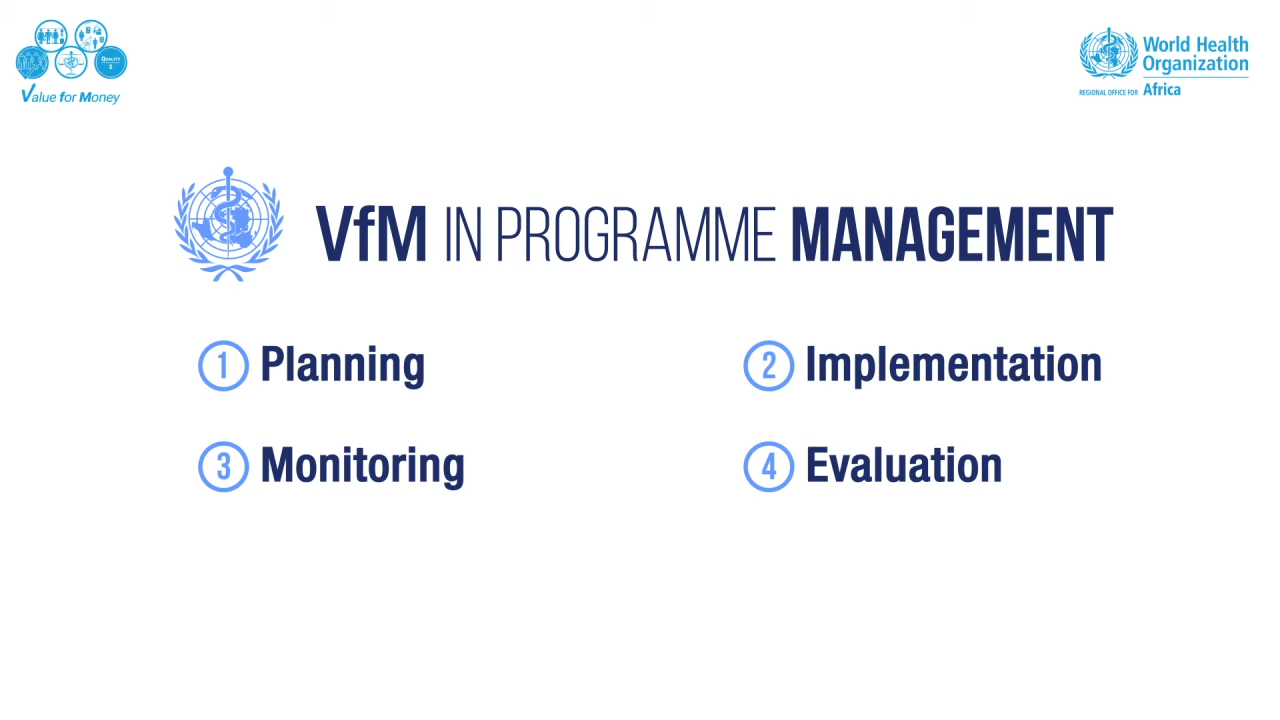 QUALITY
Value for Money
World Health
Organization
REGIONAL OFFICE FOR Africa
VfM IN PROGRAMME MANAGEMENT
1 Planning
2 Implementation
3 Monitoring
4 Evaluation